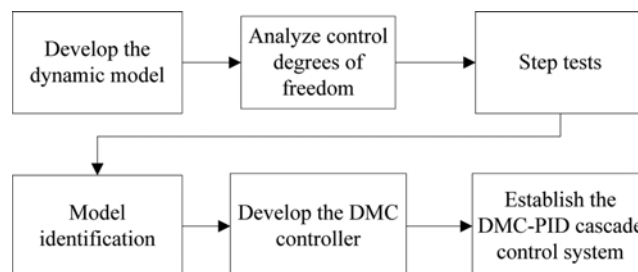 Develop the
dynamic model
Analyze control
degrees of
freedom
Step tests
Model
identification
Develop the DMC
controller
Establish the
DMC-PID cascade
control system